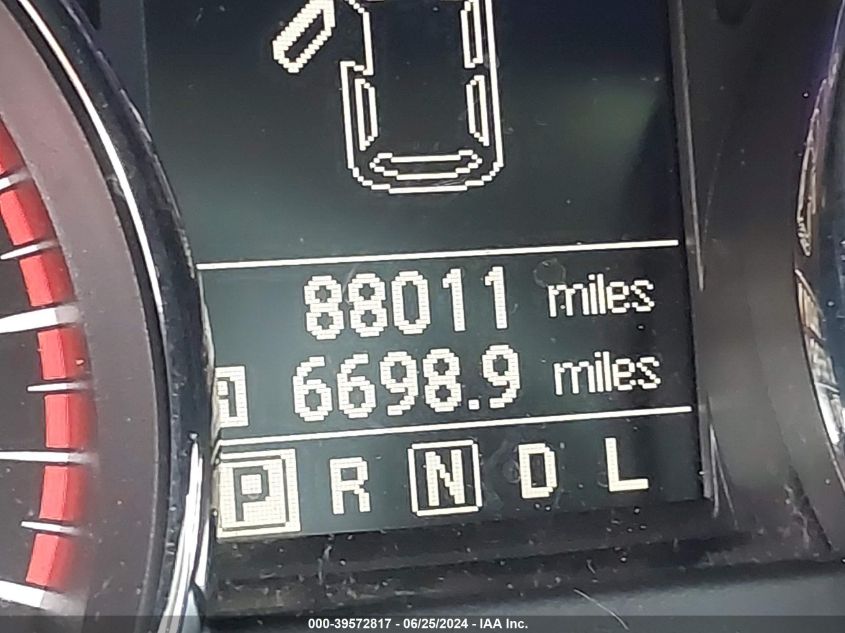 88011 miles
6698.9 miles
P R N D L
000-39572817 - 06/25/2024 - IAA Inc.